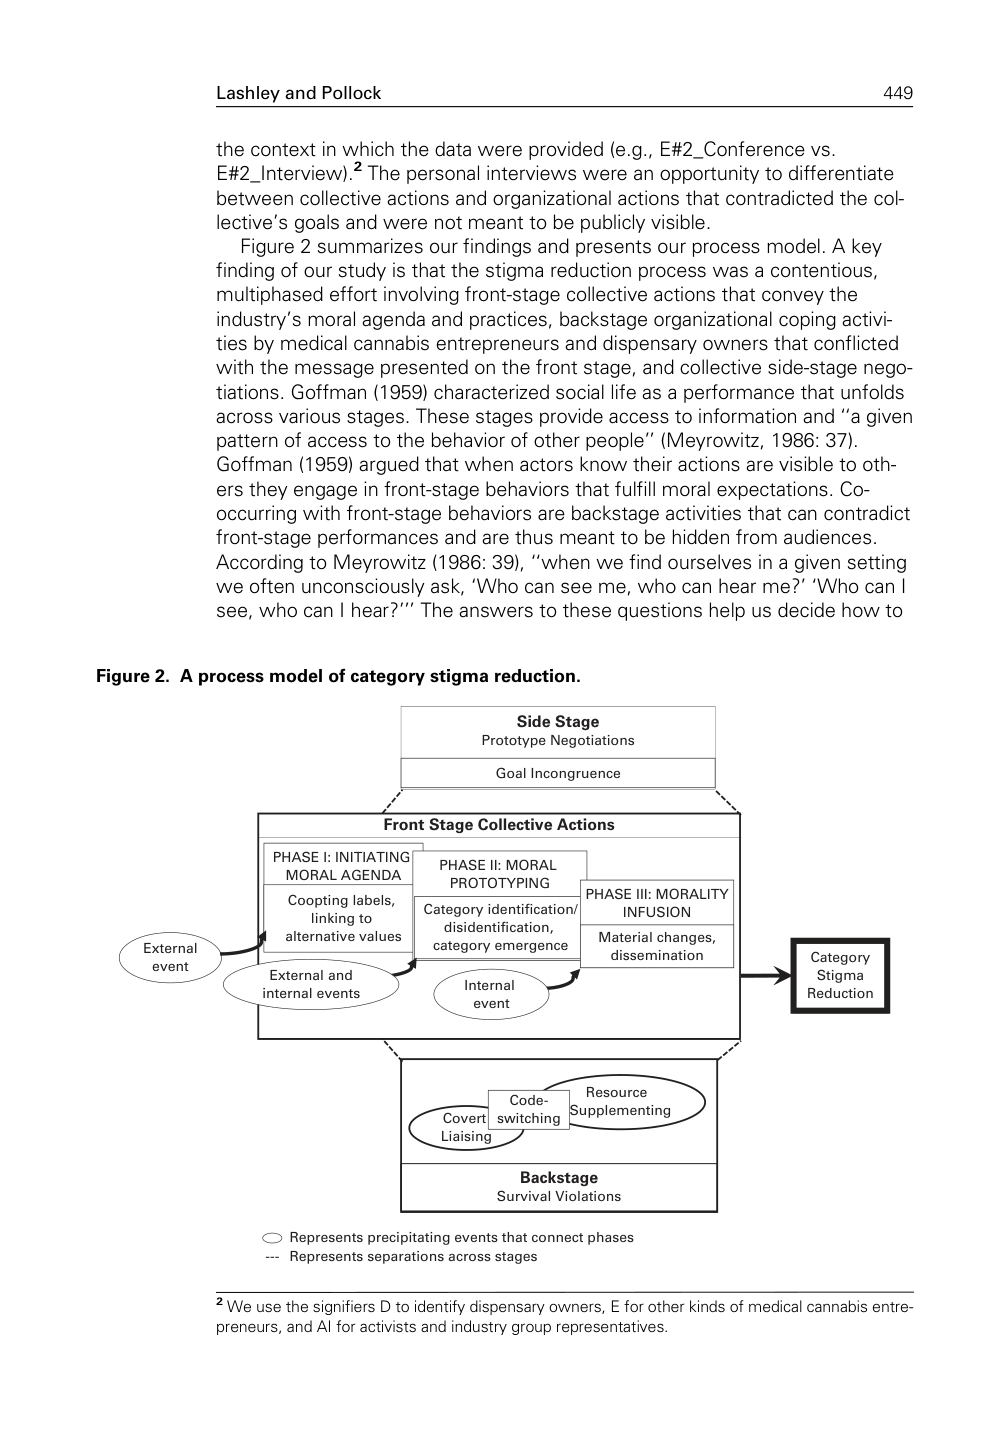 Lashley and Pollock 449
the context in which the data were provided (e.g., E#2_Conference vs.
E#2_Interview).2 The personal interviews were an opportunity to differentiate
between collective actions and organizational actions that contradicted the col-
lective's goals and were not meant to be publicly visible.
Figure 2 summarizes our findings and presents our process model. A key
finding of our study is that the stigma reduction process was a contentious,
multiphased effort involving front-stage collective actions that convey the
industry's moral agenda and practices, backstage organizational coping activi-
ties by medical cannabis entrepreneurs and dispensary owners that conflicted
with the message presented on the front stage, and collective side-stage nego-
tiations. Goffman (1959) characterized social life as a performance that unfolds
across various stages. These stages provide access to information and ''a given
pattern of access to the behavior of other people'' (Meyrowitz, 1986: 37).
Goffman (1959) argued that when actors know their actions are visible to oth-
ers they engage in front-stage behaviors that fulfill moral expectations. Co-
occurring with front-stage behaviors are backstage activities that can contradict
front-stage performances and are thus meant to be hidden from audiences.
According to Meyrowitz (1986: 39), ''when we find ourselves in a given setting
we often unconsciously ask, 'Who can see me, who can hear me?' 'Who can I
see, who can I hear?''' The answers to these questions help us decide how to
Figure 2. A process model of category stigma reduction.
Side Stage
Prototype Negotiations
Goal Incongruence
Front Stage Collective Actions
PHASE I: INITIATING
MORAL AGENDA
Coopting labels,
linking to
alternative values
PHASE II: MORAL
PROTOTYPING
Category identification/
disidentification,
category emergence
PHASE III: MORALITY
INFUSION
Material changes,
dissemination
External
event
External and
internal events
Internal
event
Category
Stigma
Reduction
Covert
Liaising
Code-
switching
Resource
Supplementing
Backstage
Survival Violations
Represents precipitating events that connect phases
--- Represents separations across stages
2 We use the signifiers D to identify dispensary owners, E for other kinds of medical cannabis entre-
preneurs, and AI for activists and industry group representatives.